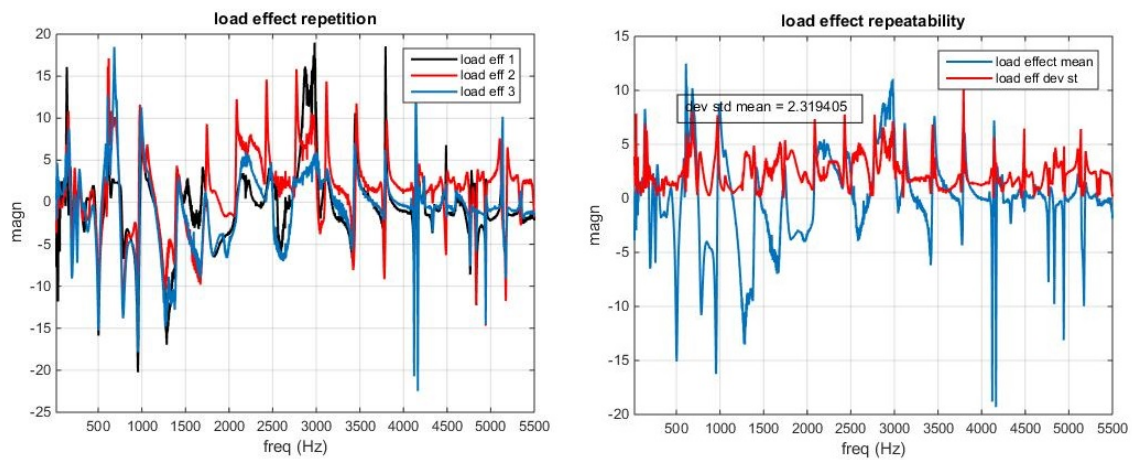 load effect repetition
20
15
10
5
0
-5
-10
-15
-20
-25
magn
load eff 1
load eff 2
load eff 3
500 1000 1500 2000 2500 3000 3500 4000 4500 5000 5500
freq (Hz)
load effect repeatability
15
10
5
0
-5
-10
-15
-20
magn
load effect mean
load eff dev st
dev std mean = 2.319405
500 1000 1500 2000 2500 3000 3500 4000 4500 5000 5500
freq (Hz)